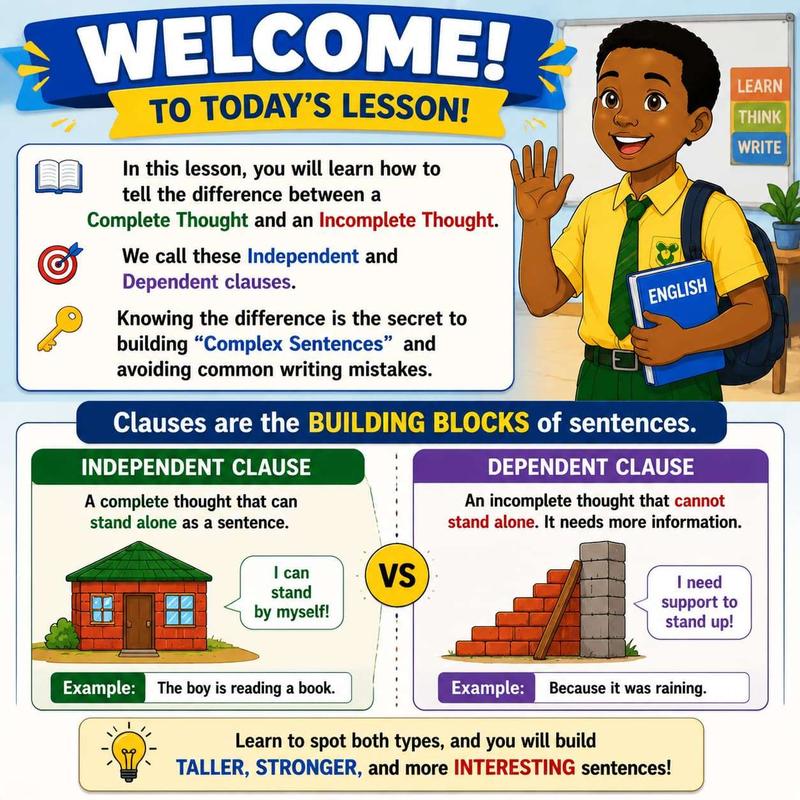 WELCOME!
TO TODAY'S LESSON!
LEARN
THINK
WRITE
ENGLISH
In this lesson, you will learn how to
tell the difference between a
Complete Thought and an Incomplete Thought.
We call these Independent and
Dependent clauses.
Knowing the difference is the secret to
building “Complex Sentences” and
avoiding common writing mistakes.
Clauses are the BUILDING BLOCKS of sentences.
INDEPENDENT CLAUSE
A complete thought that can
stand alone as a sentence.
I can
stand
by myself!
Example: The boy is reading a book.
VS
DEPENDENT CLAUSE
An incomplete thought that cannot
stand alone. It needs more information.
I need
support to
stand up!
Example: Because it was raining.
Learn to spot both types, and you will build
TALLER, STRONGER, and more INTERESTING sentences!